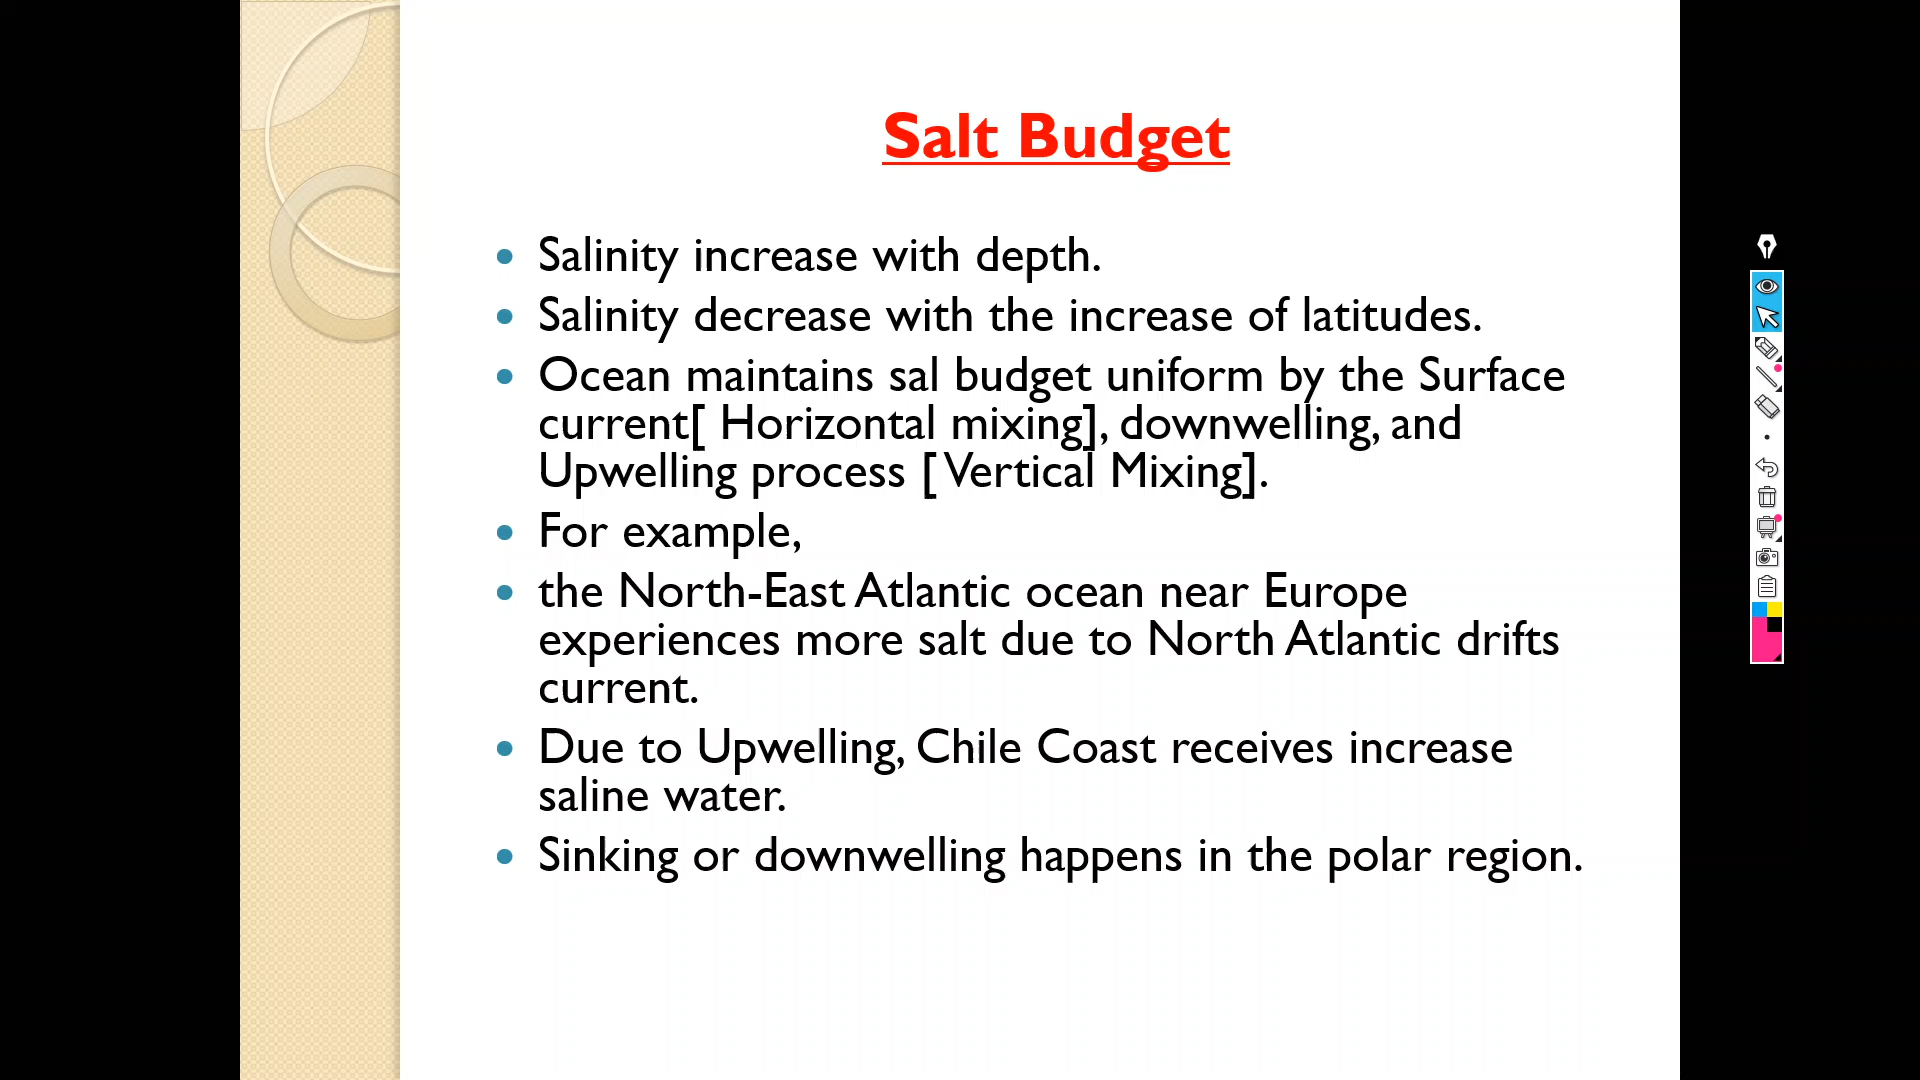 Salt Budget
• Salinity increase with depth.
• Salinity decrease with the increase of latitudes.
• Ocean maintains sal budget uniform by the Surface
current[ Horizontal mixing], downwelling, and
Upwelling process [ Vertical Mixing].
• For example,
• the North-East Atlantic ocean near Europe
experiences more salt due to North Atlantic drifts
current.
• Due to Upwelling, Chile Coast receives increase
saline water.
• Sinking or downwelling happens in the polar region.